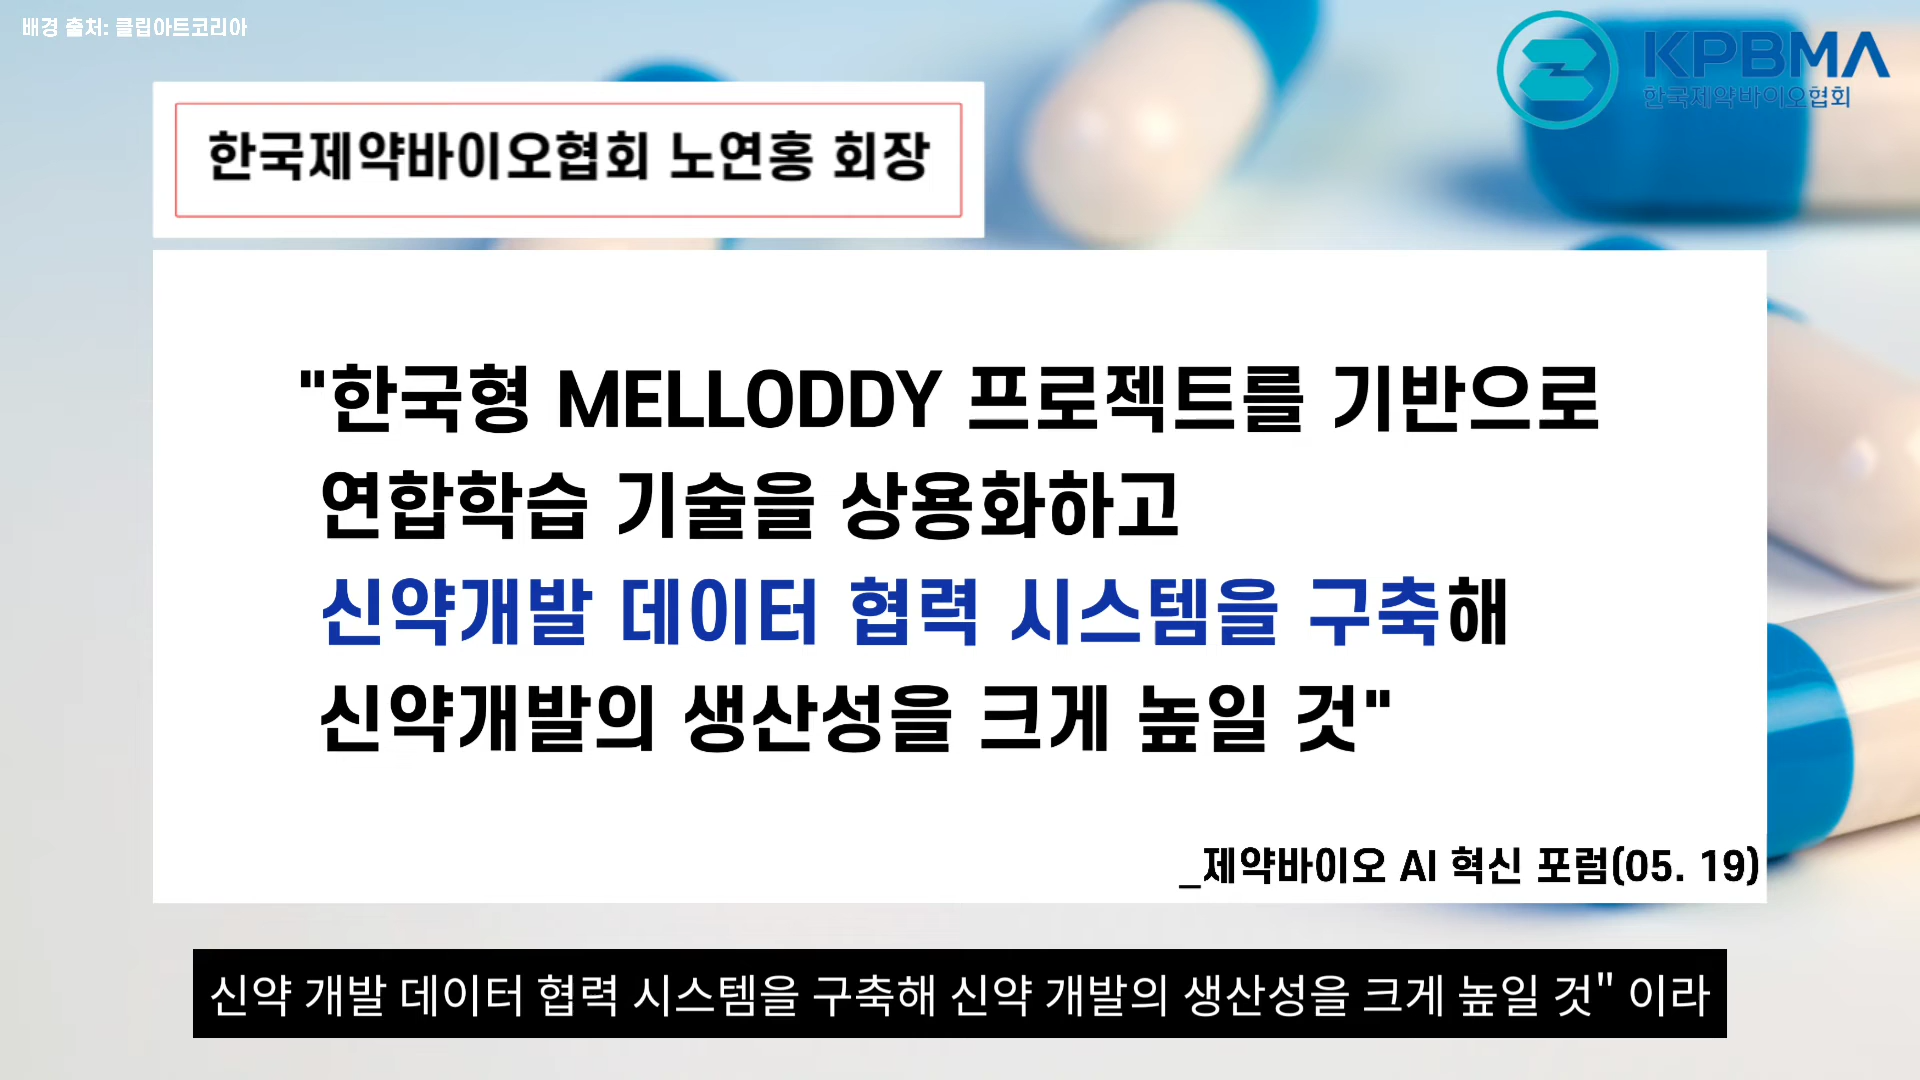 배경 출처: 클립아트코리아
KPBMA
한국제약바이오협회
한국제약바이오협회 노연홍 회장
"한국형 MELLODDY 프로젝트를 기반으로
연합학습 기술을 상용화하고
신약개발 데이터 협력 시스템을 구축해
신약개발의 생산성을 크게 높일 것"
_제약바이오 AI 혁신 포럼(05. 19)
신약 개발 데이터 협력 시스템을 구축해 신약 개발의 생산성을 크게 높일 것" 이라